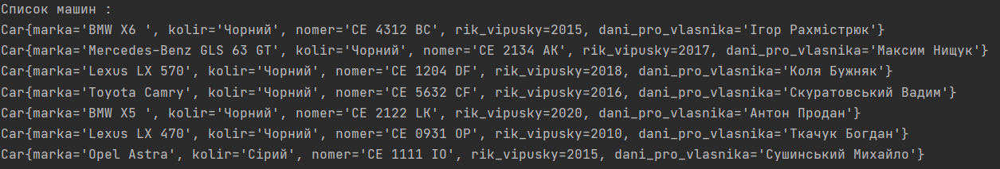 Список машин :
Car{marka='BMW X6 ', kolir='Чорний', nomer='CE 4312 BC', rik_vipusky=2015, dani_pro_vlasnika='Ігор Рахмістрюк'}
Car{marka='Mercedes-Benz GLS 63 GT', kolir='Чорний', nomer='CE 2134 AK', rik_vipusky=2017, dani_pro_vlasnika='Максим Нищук'}
Car{marka='Lexus LX 570', kolir='Чорний', nomer='CE 1204 DF', rik_vipusky=2018, dani_pro_vlasnika='Коля Бужняк'}
Car{marka='Toyota Camry', kolir='Чорний', nomer='CE 5632 CF', rik_vipusky=2016, dani_pro_vlasnika='Скуратовський Вадим'}
Car{marka='BMW X5 ', kolir='Чорний', nomer='CE 2122 LK', rik_vipusky=2020, dani_pro_vlasnika='Антон Продан'}
Car{marka='Lexus LX 470', kolir='Чорний', nomer='CE 0931 OP', rik_vipusky=2010, dani_pro_vlasnika='Ткачук Богдан'}
Car{marka='Opel Astra', kolir='Сірий', nomer='CE 1111 IO', rik_vipusky=2015, dani_pro_vlasnika='Сушинський Михайло'}